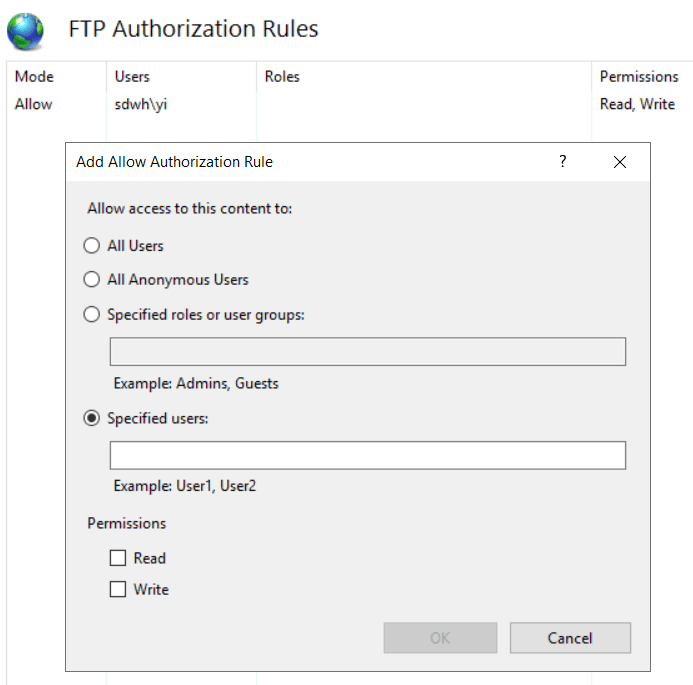 FTP Authorization Rules
Mode Users Roles Permissions
Allow sdwh\yi Read, Write
Add Allow Authorization Rule ?
Allow access to this content to:
All Users
All Anonymous Users
Specified roles or user groups:
Example: Admins, Guests
Specified users:
Example: User1, User2
Permissions
Read
Write
OK Cancel